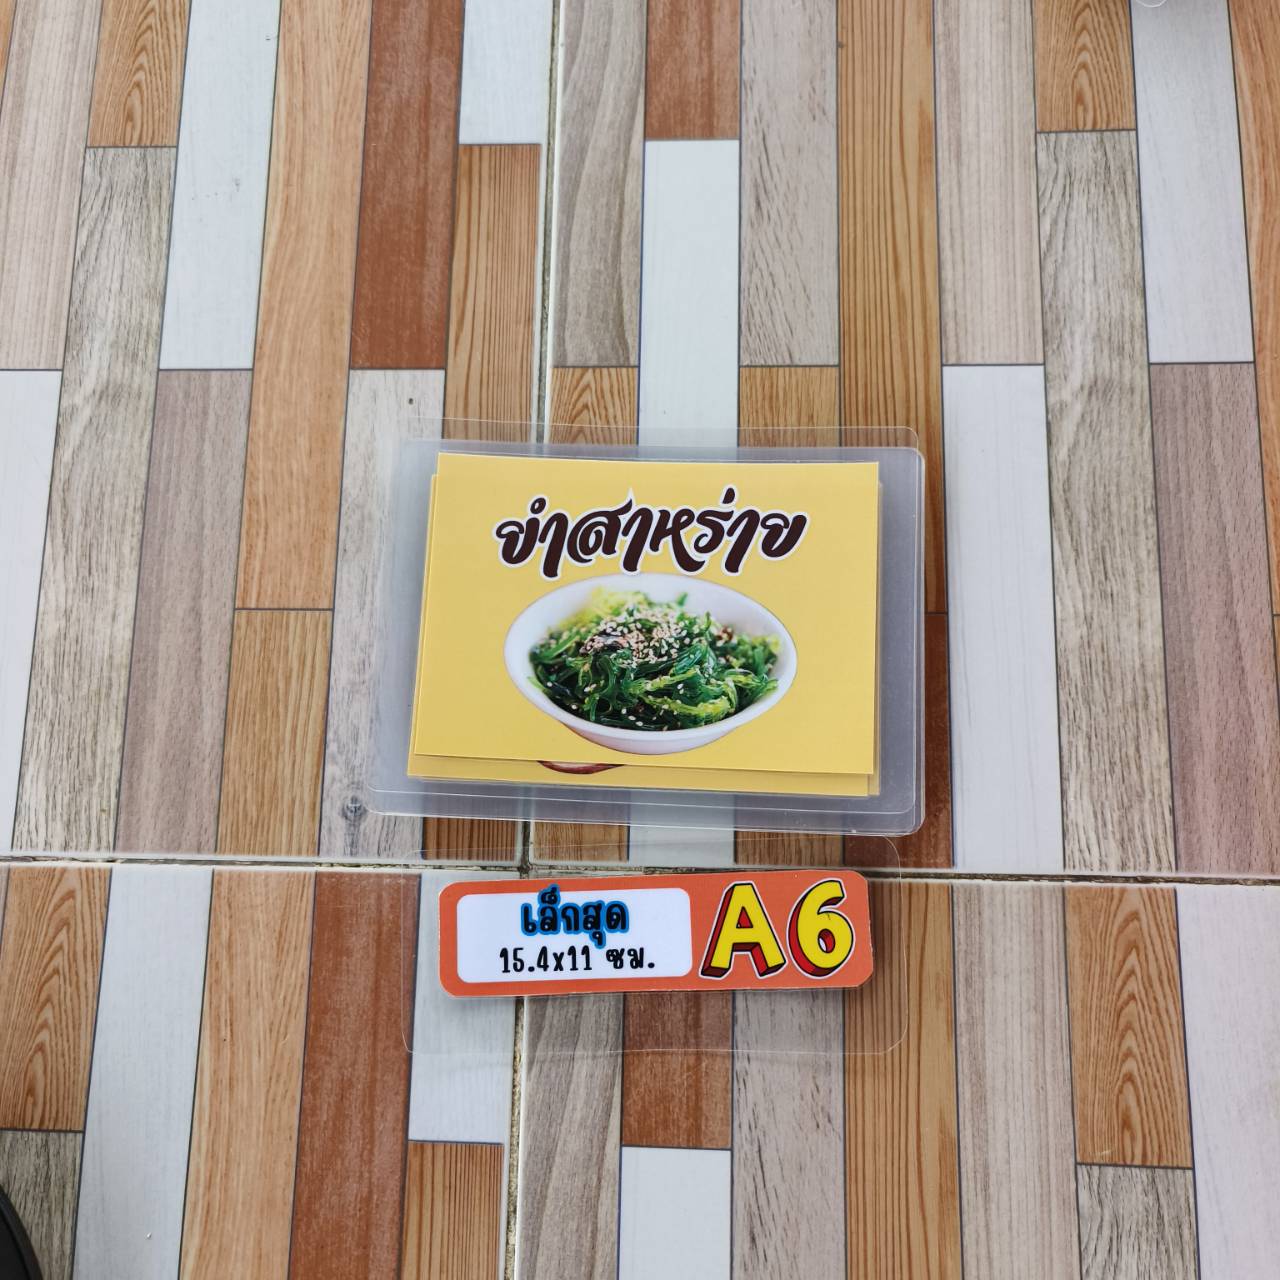 ยำสาหร่าย
เล็กสุด
15.4x11 ซม.
A6